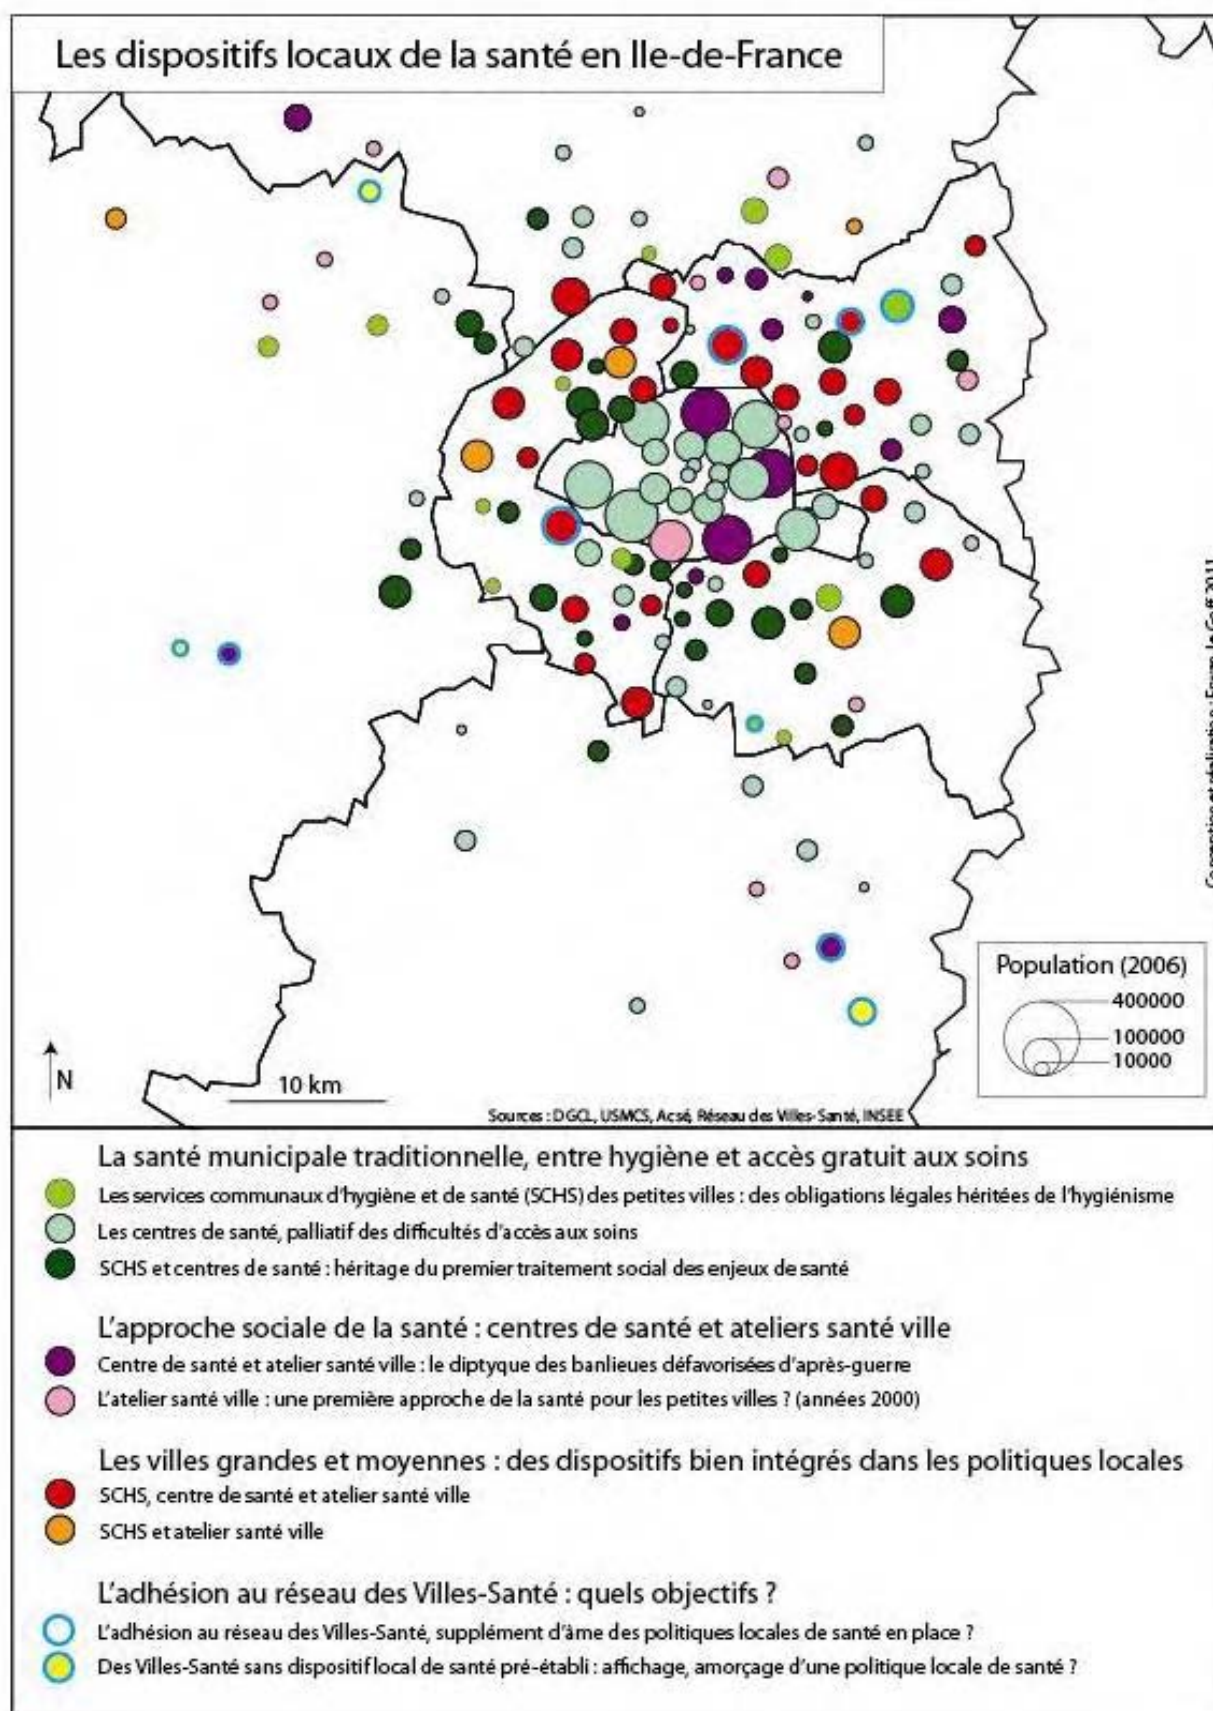 Les dispositifs locaux de la santé en Ile-de-France
Conception et réalisation : Erwan Le Goff 2011
Population (2006)
400000
100000
10000
N
10 km
Sources : DGCL, USMCS, Acsé, Réseau des Villes-Santé, INSEE
La santé municipale traditionnelle, entre hygiène et accès gratuit aux soins
Les services communaux d'hygiène et de santé (SCHS) des petites villes : des obligations légales héritées de l'hygiénisme
Les centres de santé, palliatif des difficultés d'accès aux soins
SCHS et centres de santé : héritage du premier traitement social des enjeux de santé
L'approche sociale de la santé : centres de santé et ateliers santé ville
Centre de santé et atelier santé ville : le diptyque des banlieues défavorisées d'après-guerre
L'atelier santé ville : une première approche de la santé pour les petites villes ? (années 2000)
Les villes grandes et moyennes : des dispositifs bien intégrés dans les politiques locales
SCHS, centre de santé et atelier santé ville
SCHS et atelier santé ville
L'adhésion au réseau des Villes-Santé : quels objectifs ?
L'adhésion au réseau des Villes-Santé, supplément d'âme des politiques locales de santé en place ?
Des Villes-Santé sans dispositif local de santé pré-établi : affichage, amorçage d'une politique locale de santé ?